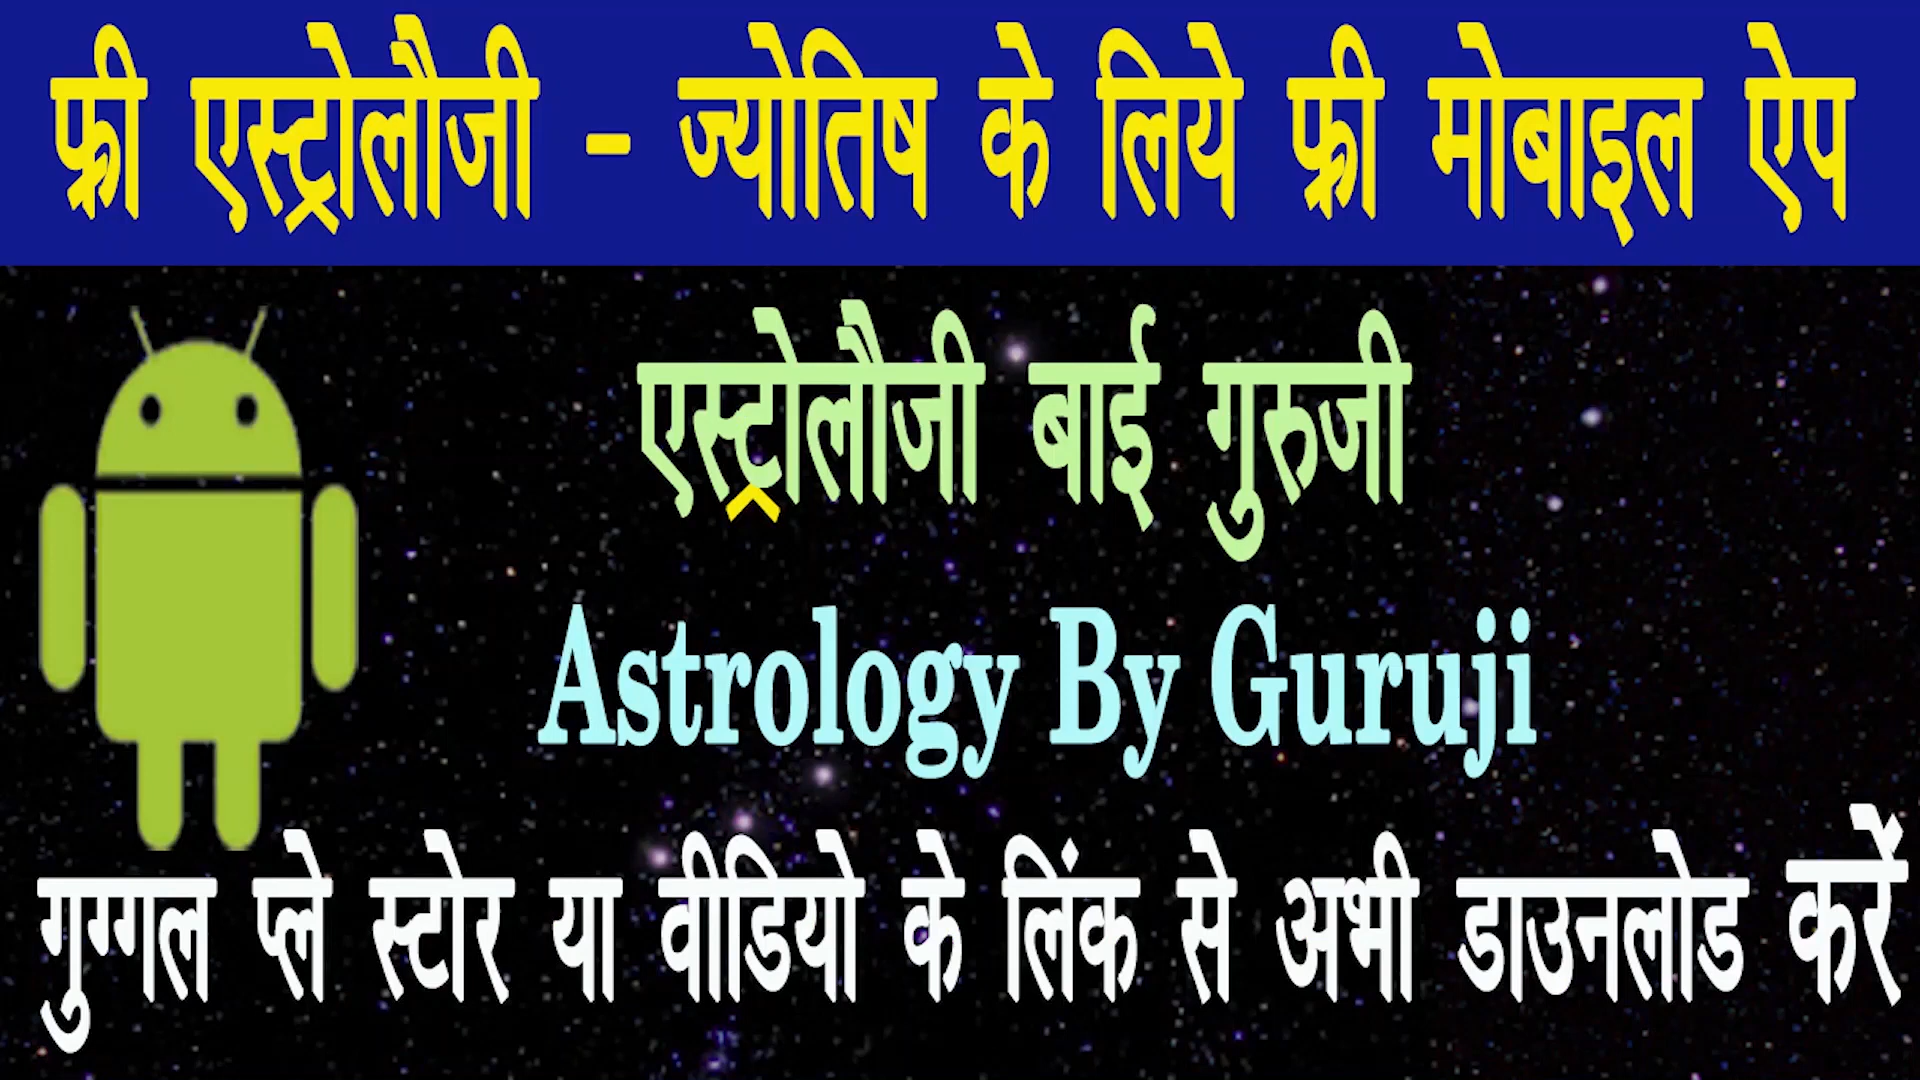 फ्री एस्ट्रोलौजी - ज्योतिष के लिये फ्री मोबाइल ऐप
एस्ट्रोलौजी बाई गुरुजी
Astrology By Guruji
गुग्गल प्ले स्टोर या वीडियो के लिंक से अभी डाउनलोड करें